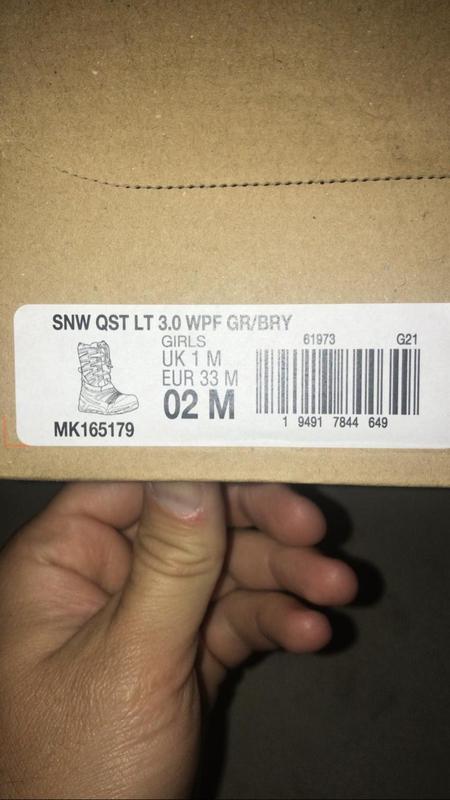 SNW QST LT 3.0 WPF GR/BRY
GIRLS
UK 1 M
EUR 33 M
02 M
MK165179
61973 G21
1 9491 7844 649